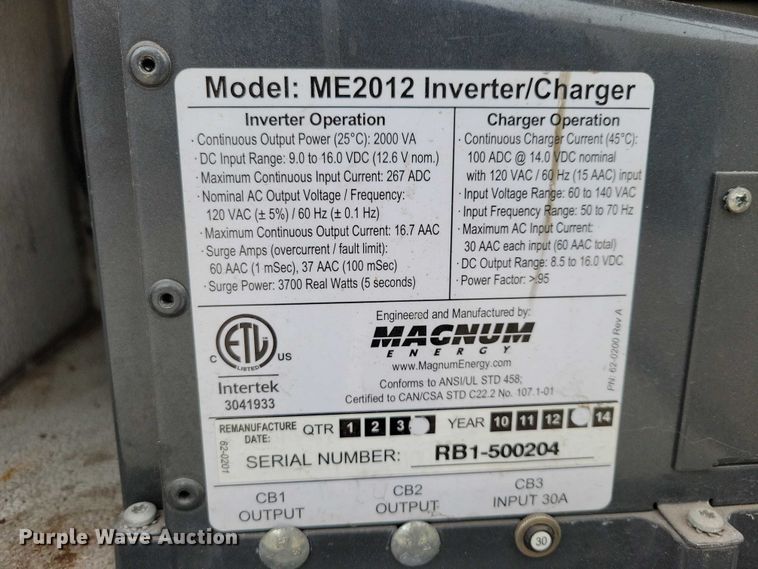 Model: ME2012 Inverter/Charger
Inverter Operation
· Continuous Output Power (25°C): 2000 VA
· DC Input Range: 9.0 to 16.0 VDC (12.6 V nom.)
· Maximum Continuous Input Current: 267 ADC
· Nominal AC Output Voltage / Frequency:
120 VAC (± 5%) / 60 Hz (± 0.1 Hz)
· Maximum Continuous Output Current: 16.7 AAC
· Surge Amps (overcurrent / fault limit):
60 AAC (1 mSec), 37 AAC (100 mSec)
· Surge Power: 3700 Real Watts (5 seconds)
Charger Operation
· Continuous Charger Current (45°C):
100 ADC @ 14.0 VDC nominal
with 120 VAC / 60 Hz (15 AAC) input
· Input Voltage Range: 60 to 140 VAC
· Input Frequency Range: 50 to 70 Hz
· Maximum AC Input Current:
30 AAC each input (60 AAC total)
· DC Output Range: 8.5 to 16.0 VDC
· Power Factor: >.95
C ETL US
Intertek
3041933
Engineered and Manufactured by:
MAGNUM
ENERGY
www.MagnumEnergy.com
Conforms to ANSI/UL STD 458;
Certified to CAN/CSA STD C22.2 No. 107.1-01
PN: 62-0200 Rev A
62-0201
REMANUFACTURE
DATE:
QTR 1 2 3 YEAR 10 11 12 14
SERIAL NUMBER: RB1-500204
CB1
OUTPUT
CB2
OUTPUT
CB3
INPUT 30A
30
Purple Wave Auction